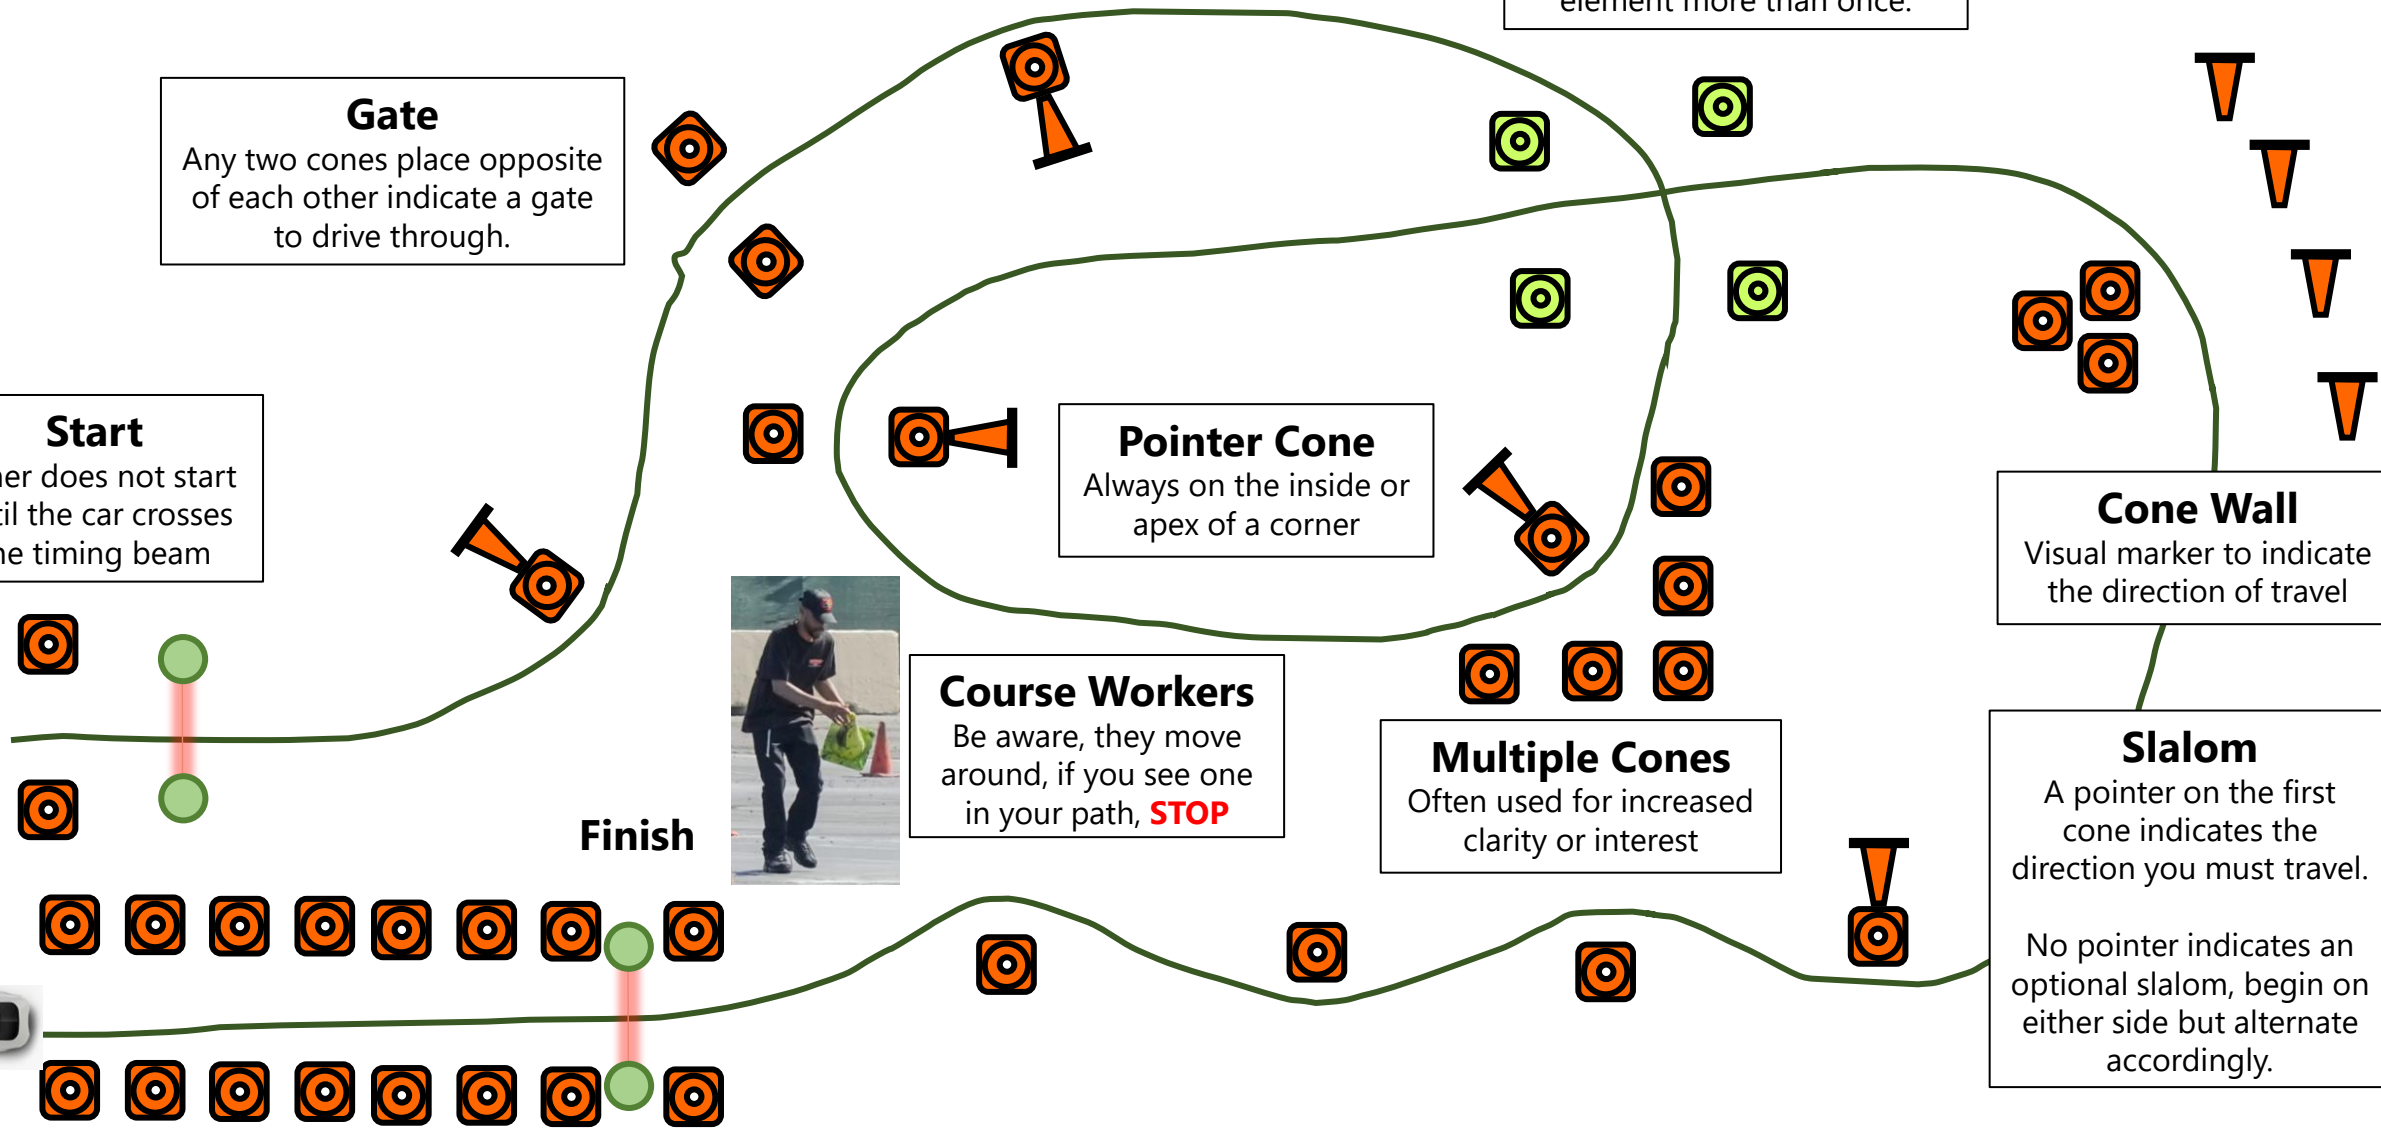 element more than once.
Gate
Any two cones place opposite
of each other indicate a gate
to drive through.
Start
does not start
the car crosses
timing beam
Pointer Cone
Always on the inside or
apex of a corner
Cone Wall
Visual marker to indicate
the direction of travel
Course Workers
Be aware, they move
around, if you see one
in your path, STOP
Multiple Cones
Often used for increased
clarity or interest
Slalom
A pointer on the first
cone indicates the
direction you must travel.
No pointer indicates an
optional slalom, begin on
either side but alternate
accordingly.
Finish